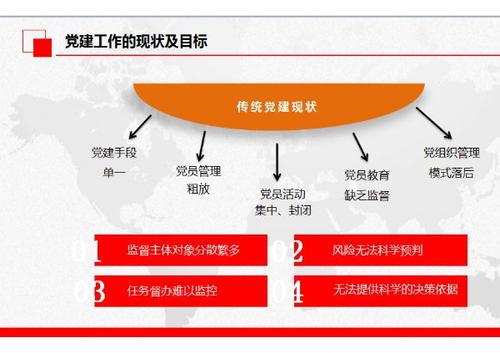 党建工作的现状及目标
传统党建现状
党建手段
单一
党员管理
粗放
党员活动
集中、封闭
党员教育
缺乏监督
党组织管理
模式落后
01 监督主体对象分散繁多
02 风险无法科学预判
03 任务督办难以监控
04 无法提供科学的决策依据